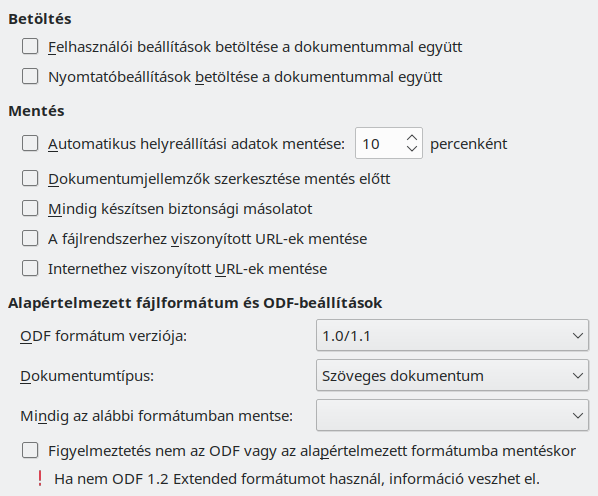 Betöltés
Felhasználói beállítások betöltése a dokumentummal együtt
Nyomtatóbeállítások betöltése a dokumentummal együtt
Mentés
Automatikus helyreállítási adatok mentése: 10 percenként
Dokumentumjellemzők szerkesztése mentés előtt
Mindig készítsen biztonsági másolatot
A fájlrendszerhez viszonyított URL-ek mentése
Internethez viszonyított URL-ek mentése
Alapértelmezett fájlformátum és ODF-beállítások
ODF formátum verziója: 1.0/1.1
Dokumentumtípus: Szöveges dokumentum
Mindig az alábbi formátumban mentse:
Figyelmeztetés nem az ODF vagy az alapértelmezett formátumba mentéskor
! Ha nem ODF 1.2 Extended formátumot használ, információ veszhet el.